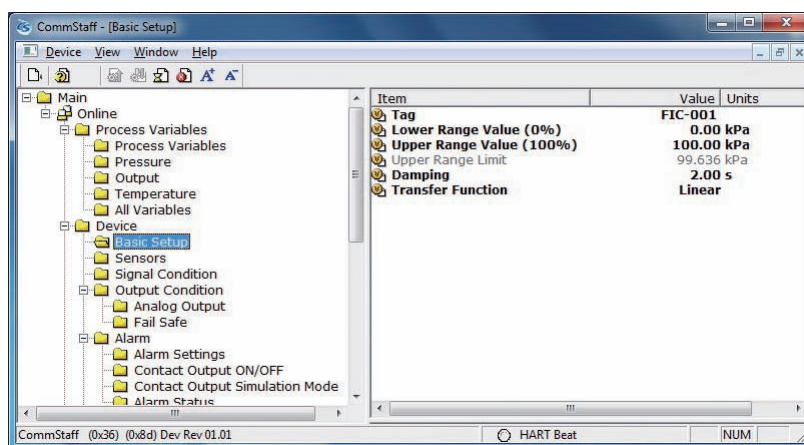 CommStaff - [Basic Setup]
Device View Window Help
Main
Online
Process Variables
Process Variables
Pressure
Output
Temperature
All Variables
Device
Basic Setup
Sensors
Signal Condition
Output Condition
Analog Output
Fail Safe
Alarm
Alarm Settings
Contact Output ON/OFF
Contact Output Simulation Mode
Alarm Status
Item Value Units
Tag FIC-001
Lower Range Value (0%) 0.00 kPa
Upper Range Value (100%) 100.00 kPa
Upper Range Limit 99.636 kPa
Damping 2.00 s
Transfer Function Linear
CommStaff (0x36) (0x8d) Dev Rev 01.01 HART Beat NUM